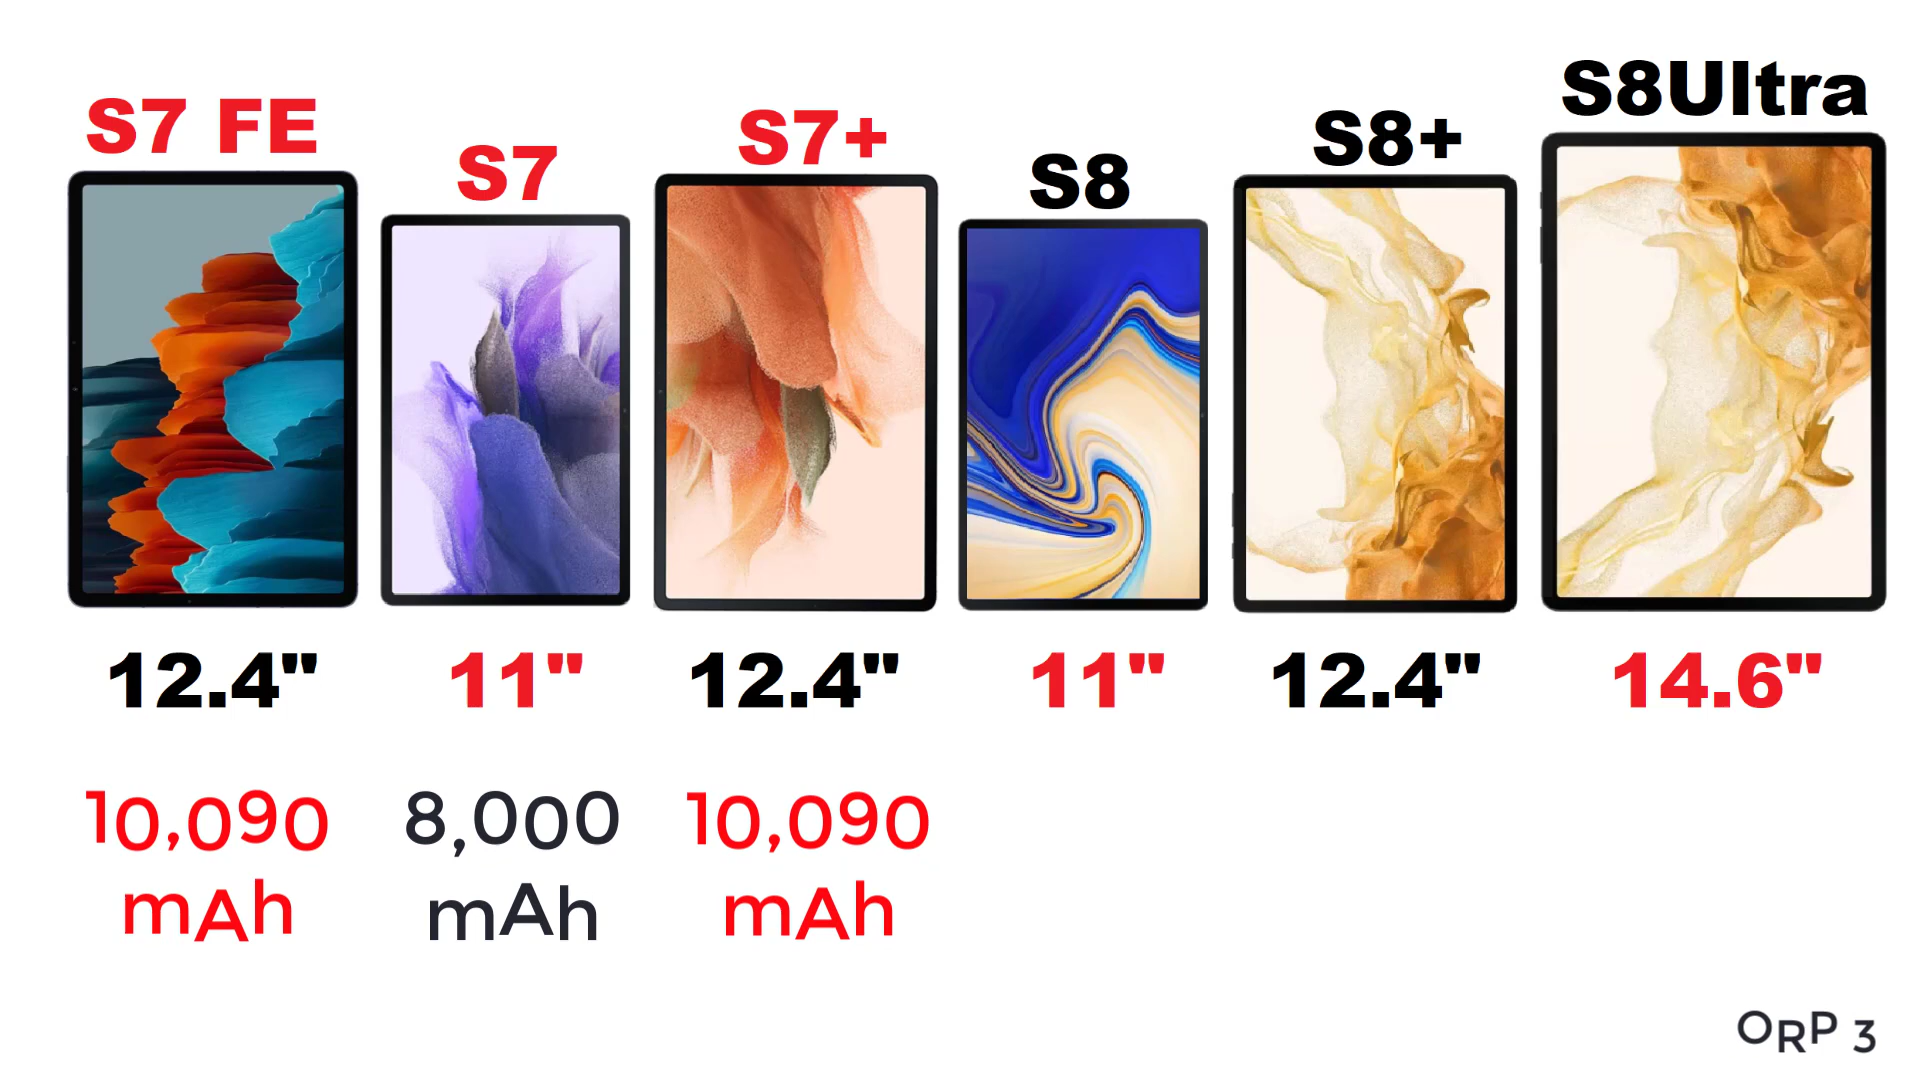 S7 FE
S7
S7+
S8
S8+
S8Ultra
12.4"
11"
12.4"
11"
12.4"
14.6"
10,090
mAh
8,000
mAh
10,090
mAh
ORP 3